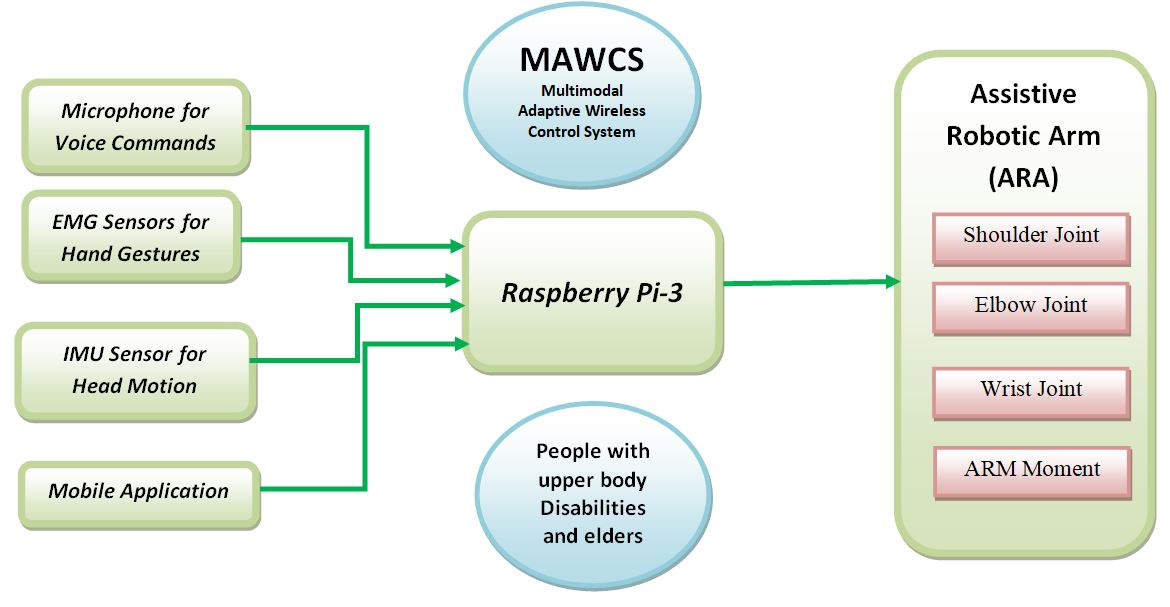 Microphone for
Voice Commands
EMG Sensors for
Hand Gestures
IMU Sensor for
Head Motion
Mobile Application
MAWCS
Multimodal
Adaptive Wireless
Control System
Raspberry Pi-3
People with
upper body
Disabilities
and elders
Assistive
Robotic Arm
(ARA)
Shoulder Joint
Elbow Joint
Wrist Joint
ARM Moment